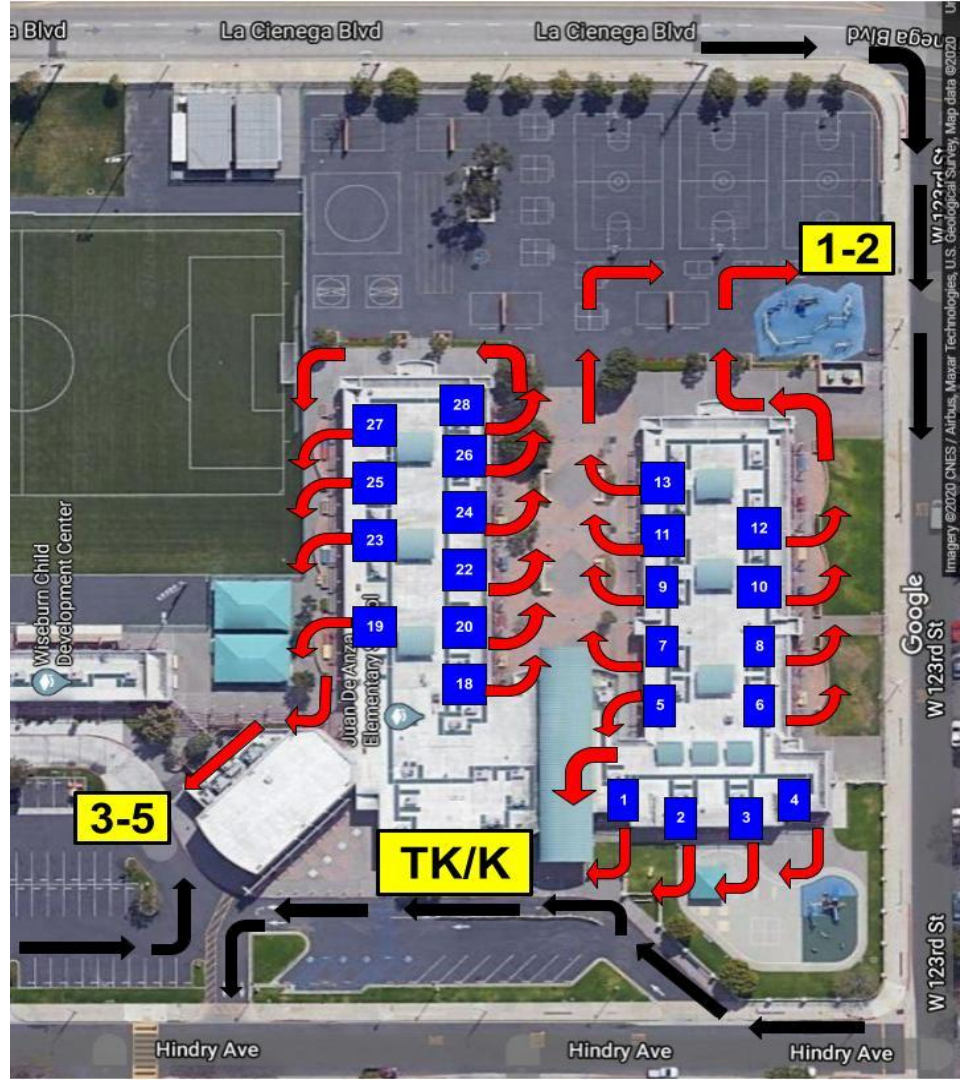 a Blvd
La Cienega Blvd
La Cienega Blvd
nega Blvd
W 123rd St
1-2
28
27
26
25
13
24
12
11
23
22
9
10
Wiseburn Child
Development Center
19
20
7
8
Juan De Anza
Elementary School
18
5
6
Google
W 123rd St
1
2
3
4
3-5
TK/K
W 123rd St
Hindry Ave
Hindry Ave
Hindry Ave
Imagery ©2020 CNES / Airbus, Maxar Technologies, U.S. Geological Survey, Map data ©2020